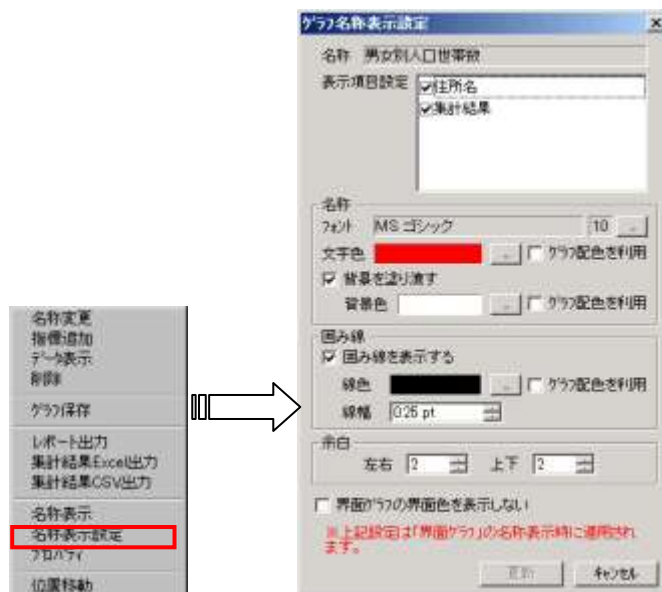 名称変更
指標追加
データ表示
削除
グラフ保存
レポート出力
集計結果Excel出力
集計結果CSV出力
名称表示
名称表示設定
プロパティ
位置移動
グラフ名称表示設定
名称 男女別人口世帯数
表示項目設定 住所名
集計結果
名称
フォント MS ゴシック 10 ..
文字色 .. グラフ配色を利用
背景を塗り潰す
背景色 .. グラフ配色を利用
囲み線
囲み線を表示する
線色 .. グラフ配色を利用
線幅 0.25 pt
余白
左右 2 上下 2
界面グラフの界面色を表示しない
※上記設定は「界面グラフ」の名称表示時に適用され
ます。
更新 キャンセル